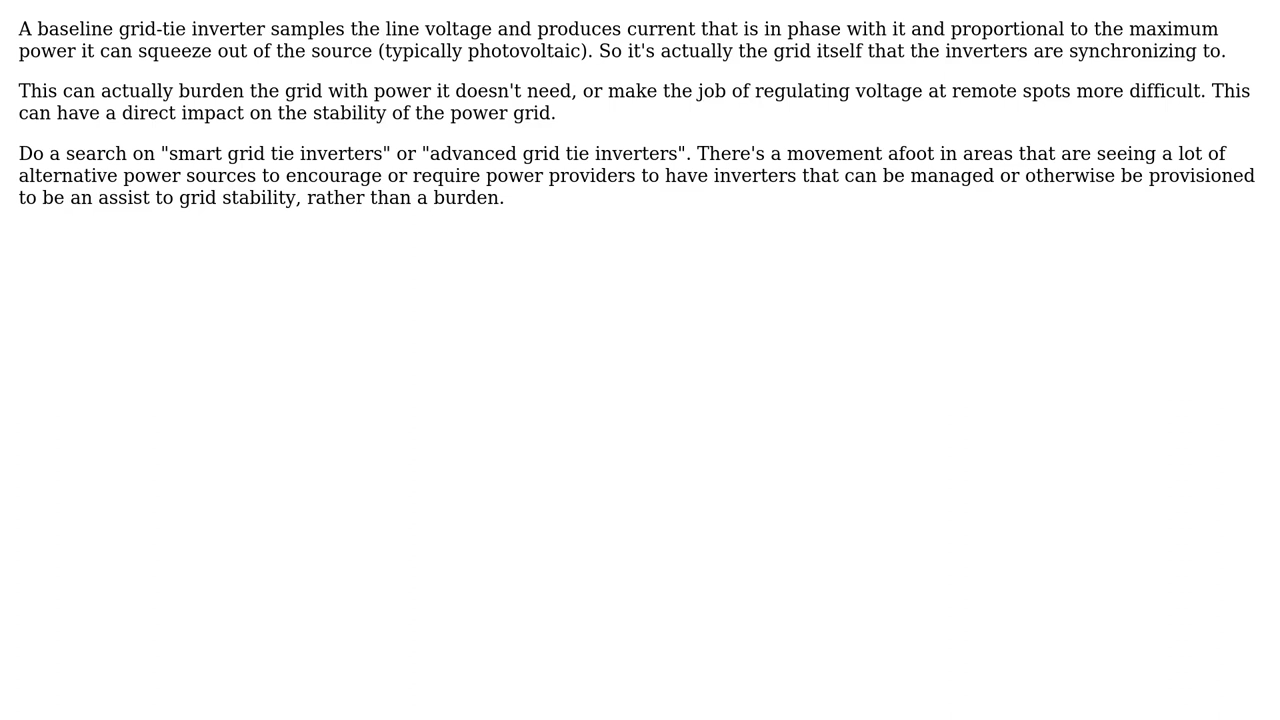 A baseline grid-tie inverter samples the line voltage and produces current that is in phase with it and proportional to the maximum
power it can squeeze out of the source (typically photovoltaic). So it's actually the grid itself that the inverters are synchronizing to.
This can actually burden the grid with power it doesn't need, or make the job of regulating voltage at remote spots more difficult. This
can have a direct impact on the stability of the power grid.
Do a search on "smart grid tie inverters" or "advanced grid tie inverters". There's a movement afoot in areas that are seeing a lot of
alternative power sources to encourage or require power providers to have inverters that can be managed or otherwise be provisioned
to be an assist to grid stability, rather than a burden.